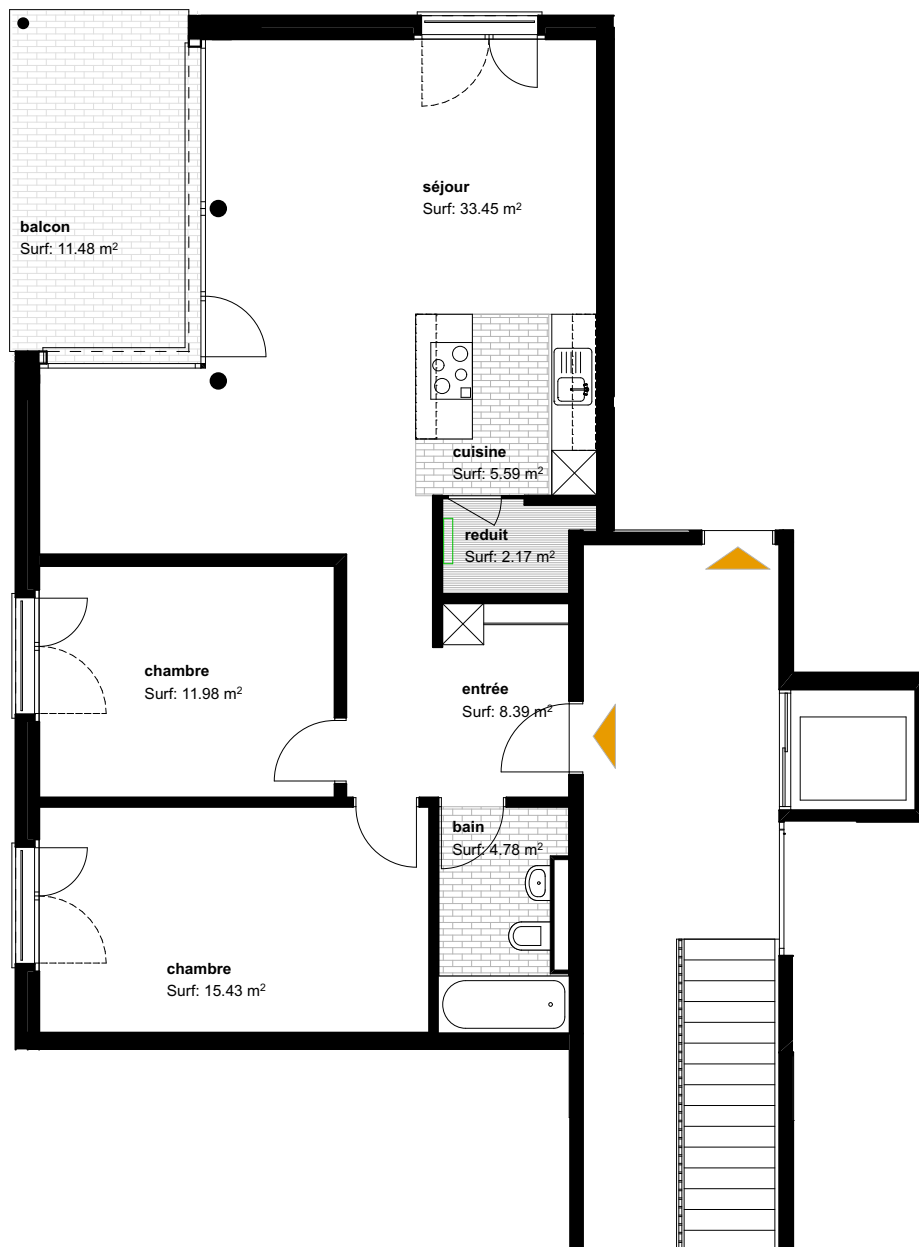 séjour
Surf: 33.45 m²
balcon
Surf: 11.48 m²
cuisine
Surf: 5.59 m²
reduit
Surf: 2.17 m²
chambre
Surf: 11.98 m²
entrée
Surf: 8.39 m²
bain
Surf: 4.78 m²
chambre
Surf: 15.43 m²